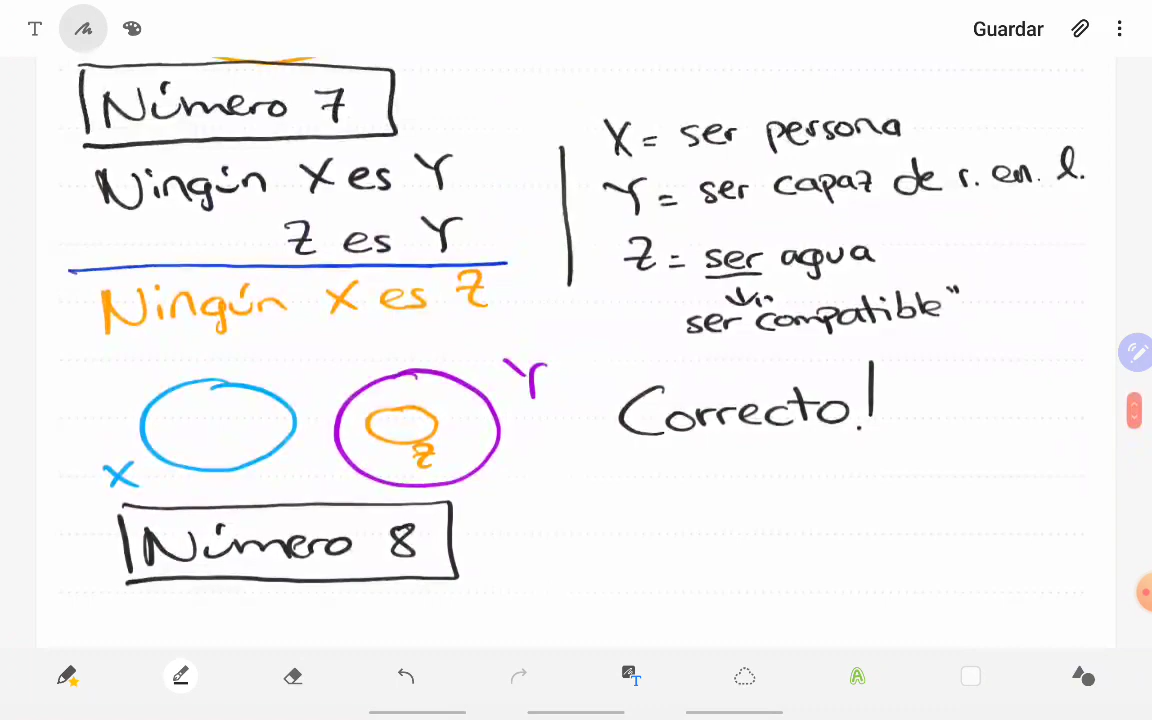 T
Guardar
Número 7
Ningún X es Y
Z es Y
Ningún X es Z
X = ser persona
Y = ser capaz de r. en. l.
Z = ser agua
ser compatible"
Correcto!
X
Y
Z
Número 8
T
A